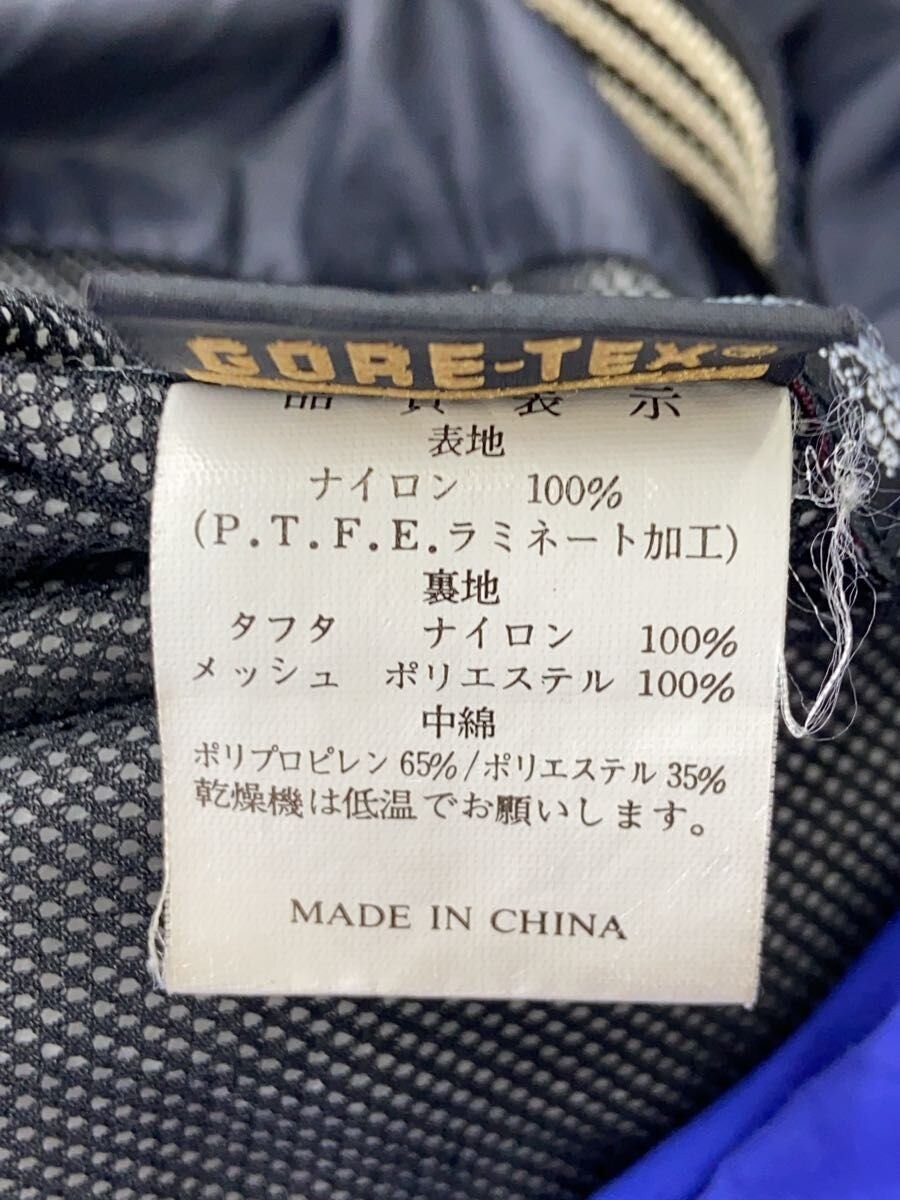 GORE-TEX®
品質表示
表地
ナイロン 100%
(P.T.F.E.ラミネート加工)
裏地
タフタ ナイロン 100%
メッシュ ポリエステル 100%
中綿
ポリプロピレン 65%/ポリエステル 35%
乾燥機は低温でお願いします。
MADE IN CHINA